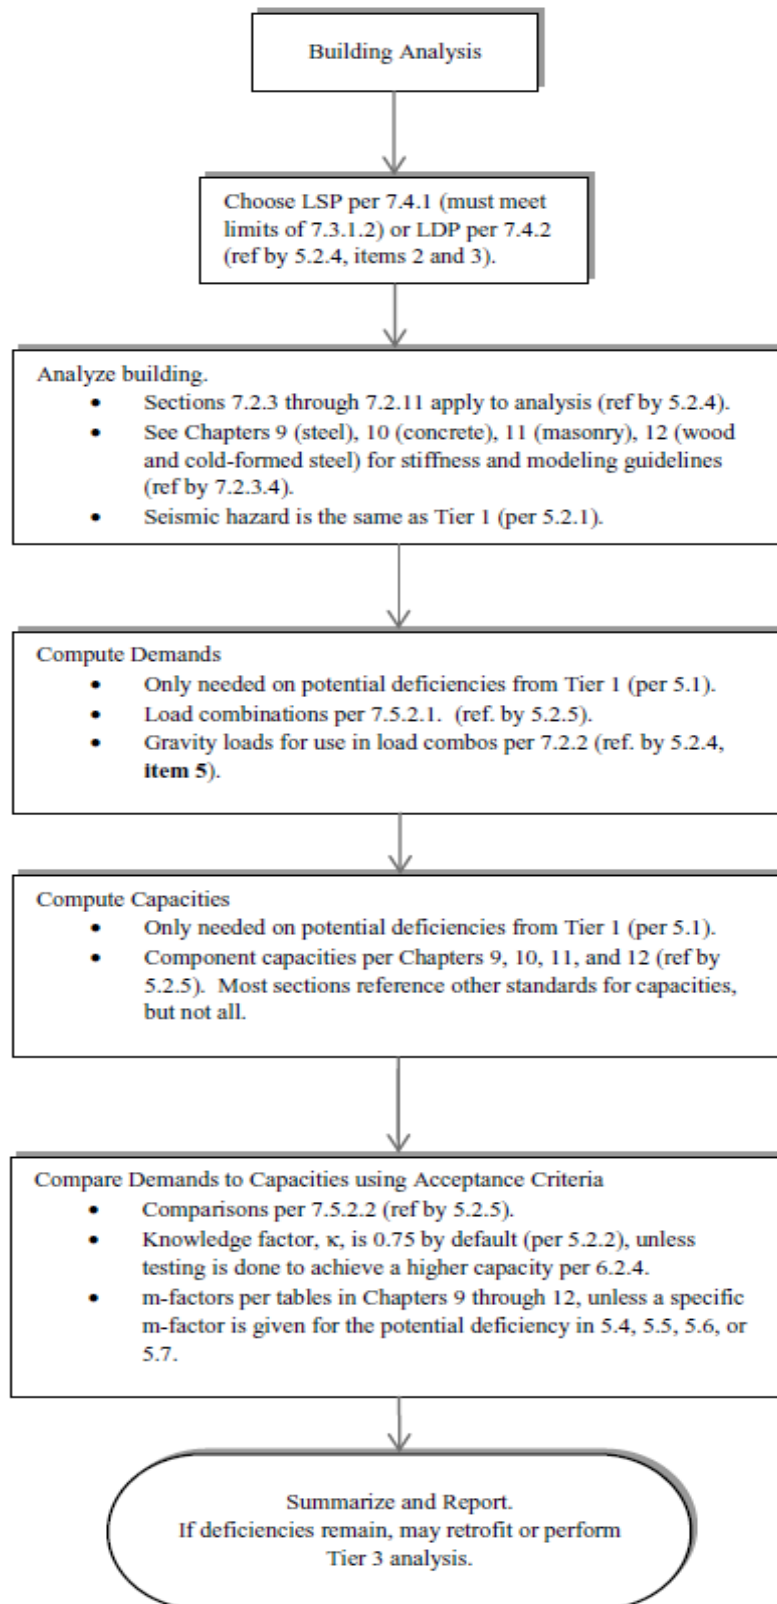 Building Analysis
Choose LSP per 7.4.1 (must meet
limits of 7.3.1.2) or LDP per 7.4.2
(ref by 5.2.4, items 2 and 3).
Analyze building.
• Sections 7.2.3 through 7.2.11 apply to analysis (ref by 5.2.4).
• See Chapters 9 (steel), 10 (concrete), 11 (masonry), 12 (wood
and cold-formed steel) for stiffness and modeling guidelines
(ref by 7.2.3.4).
• Seismic hazard is the same as Tier 1 (per 5.2.1).
Compute Demands
• Only needed on potential deficiencies from Tier 1 (per 5.1).
• Load combinations per 7.5.2.1.  (ref. by 5.2.5).
• Gravity loads for use in load combos per 7.2.2 (ref. by 5.2.4,
item 5).
Compute Capacities
• Only needed on potential deficiencies from Tier 1 (per 5.1).
• Component capacities per Chapters 9, 10, 11, and 12 (ref by
5.2.5).  Most sections reference other standards for capacities,
but not all.
Compare Demands to Capacities using Acceptance Criteria
• Comparisons per 7.5.2.2 (ref by 5.2.5).
• Knowledge factor, κ, is 0.75 by default (per 5.2.2), unless
testing is done to achieve a higher capacity per 6.2.4.
• m-factors per tables in Chapters 9 through 12, unless a specific
m-factor is given for the potential deficiency in 5.4, 5.5, 5.6, or
5.7.
Summarize and Report.
If deficiencies remain, may retrofit or perform
Tier 3 analysis.